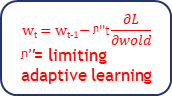 wₜ = wₜ₋₁− ת''t ∂L/∂wold
ת''= limiting
adaptive learning